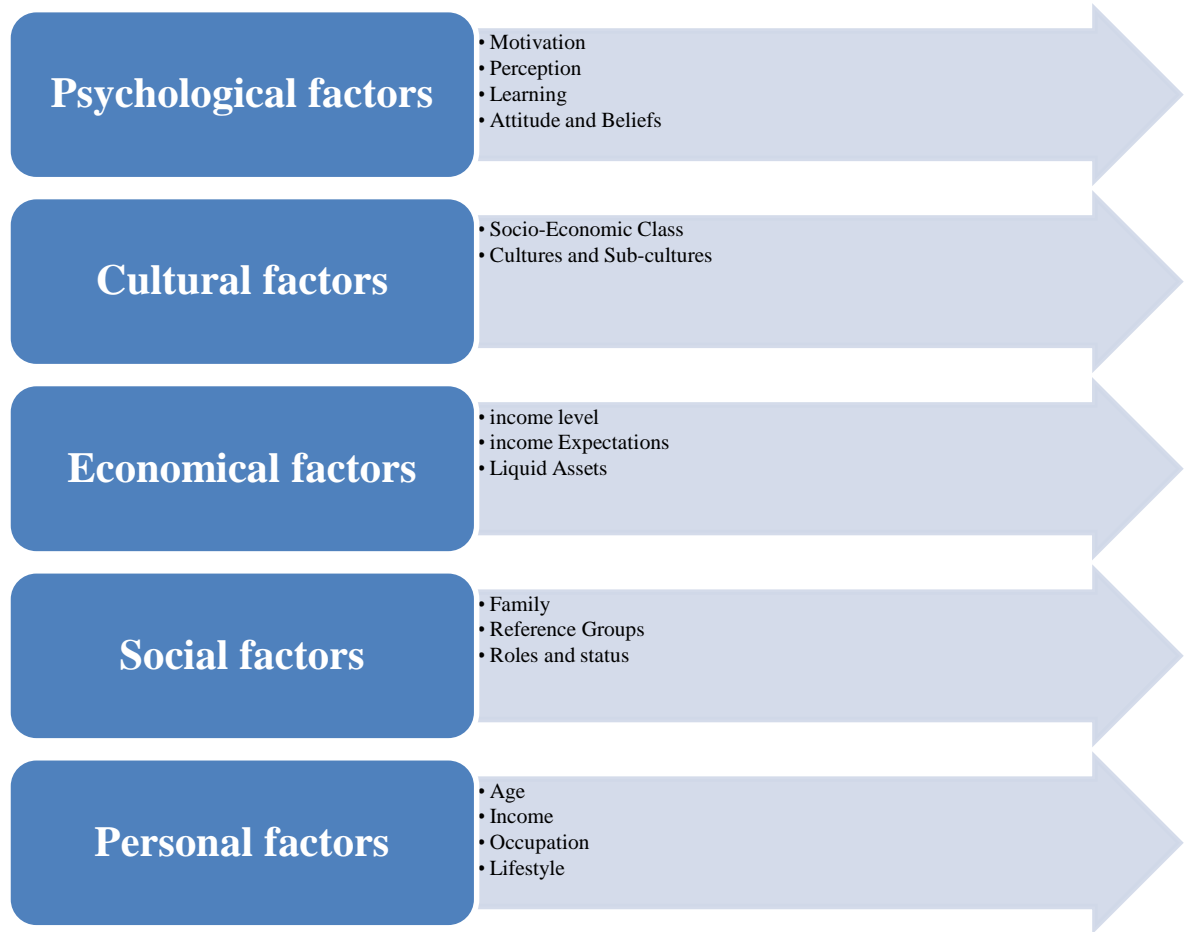 Psychological factors
• Motivation
• Perception
• Learning
• Attitude and Beliefs
Cultural factors
• Socio-Economic Class
• Cultures and Sub-cultures
Economical factors
• income level
• income Expectations
• Liquid Assets
Social factors
• Family
• Reference Groups
• Roles and status
Personal factors
• Age
• Income
• Occupation
• Lifestyle